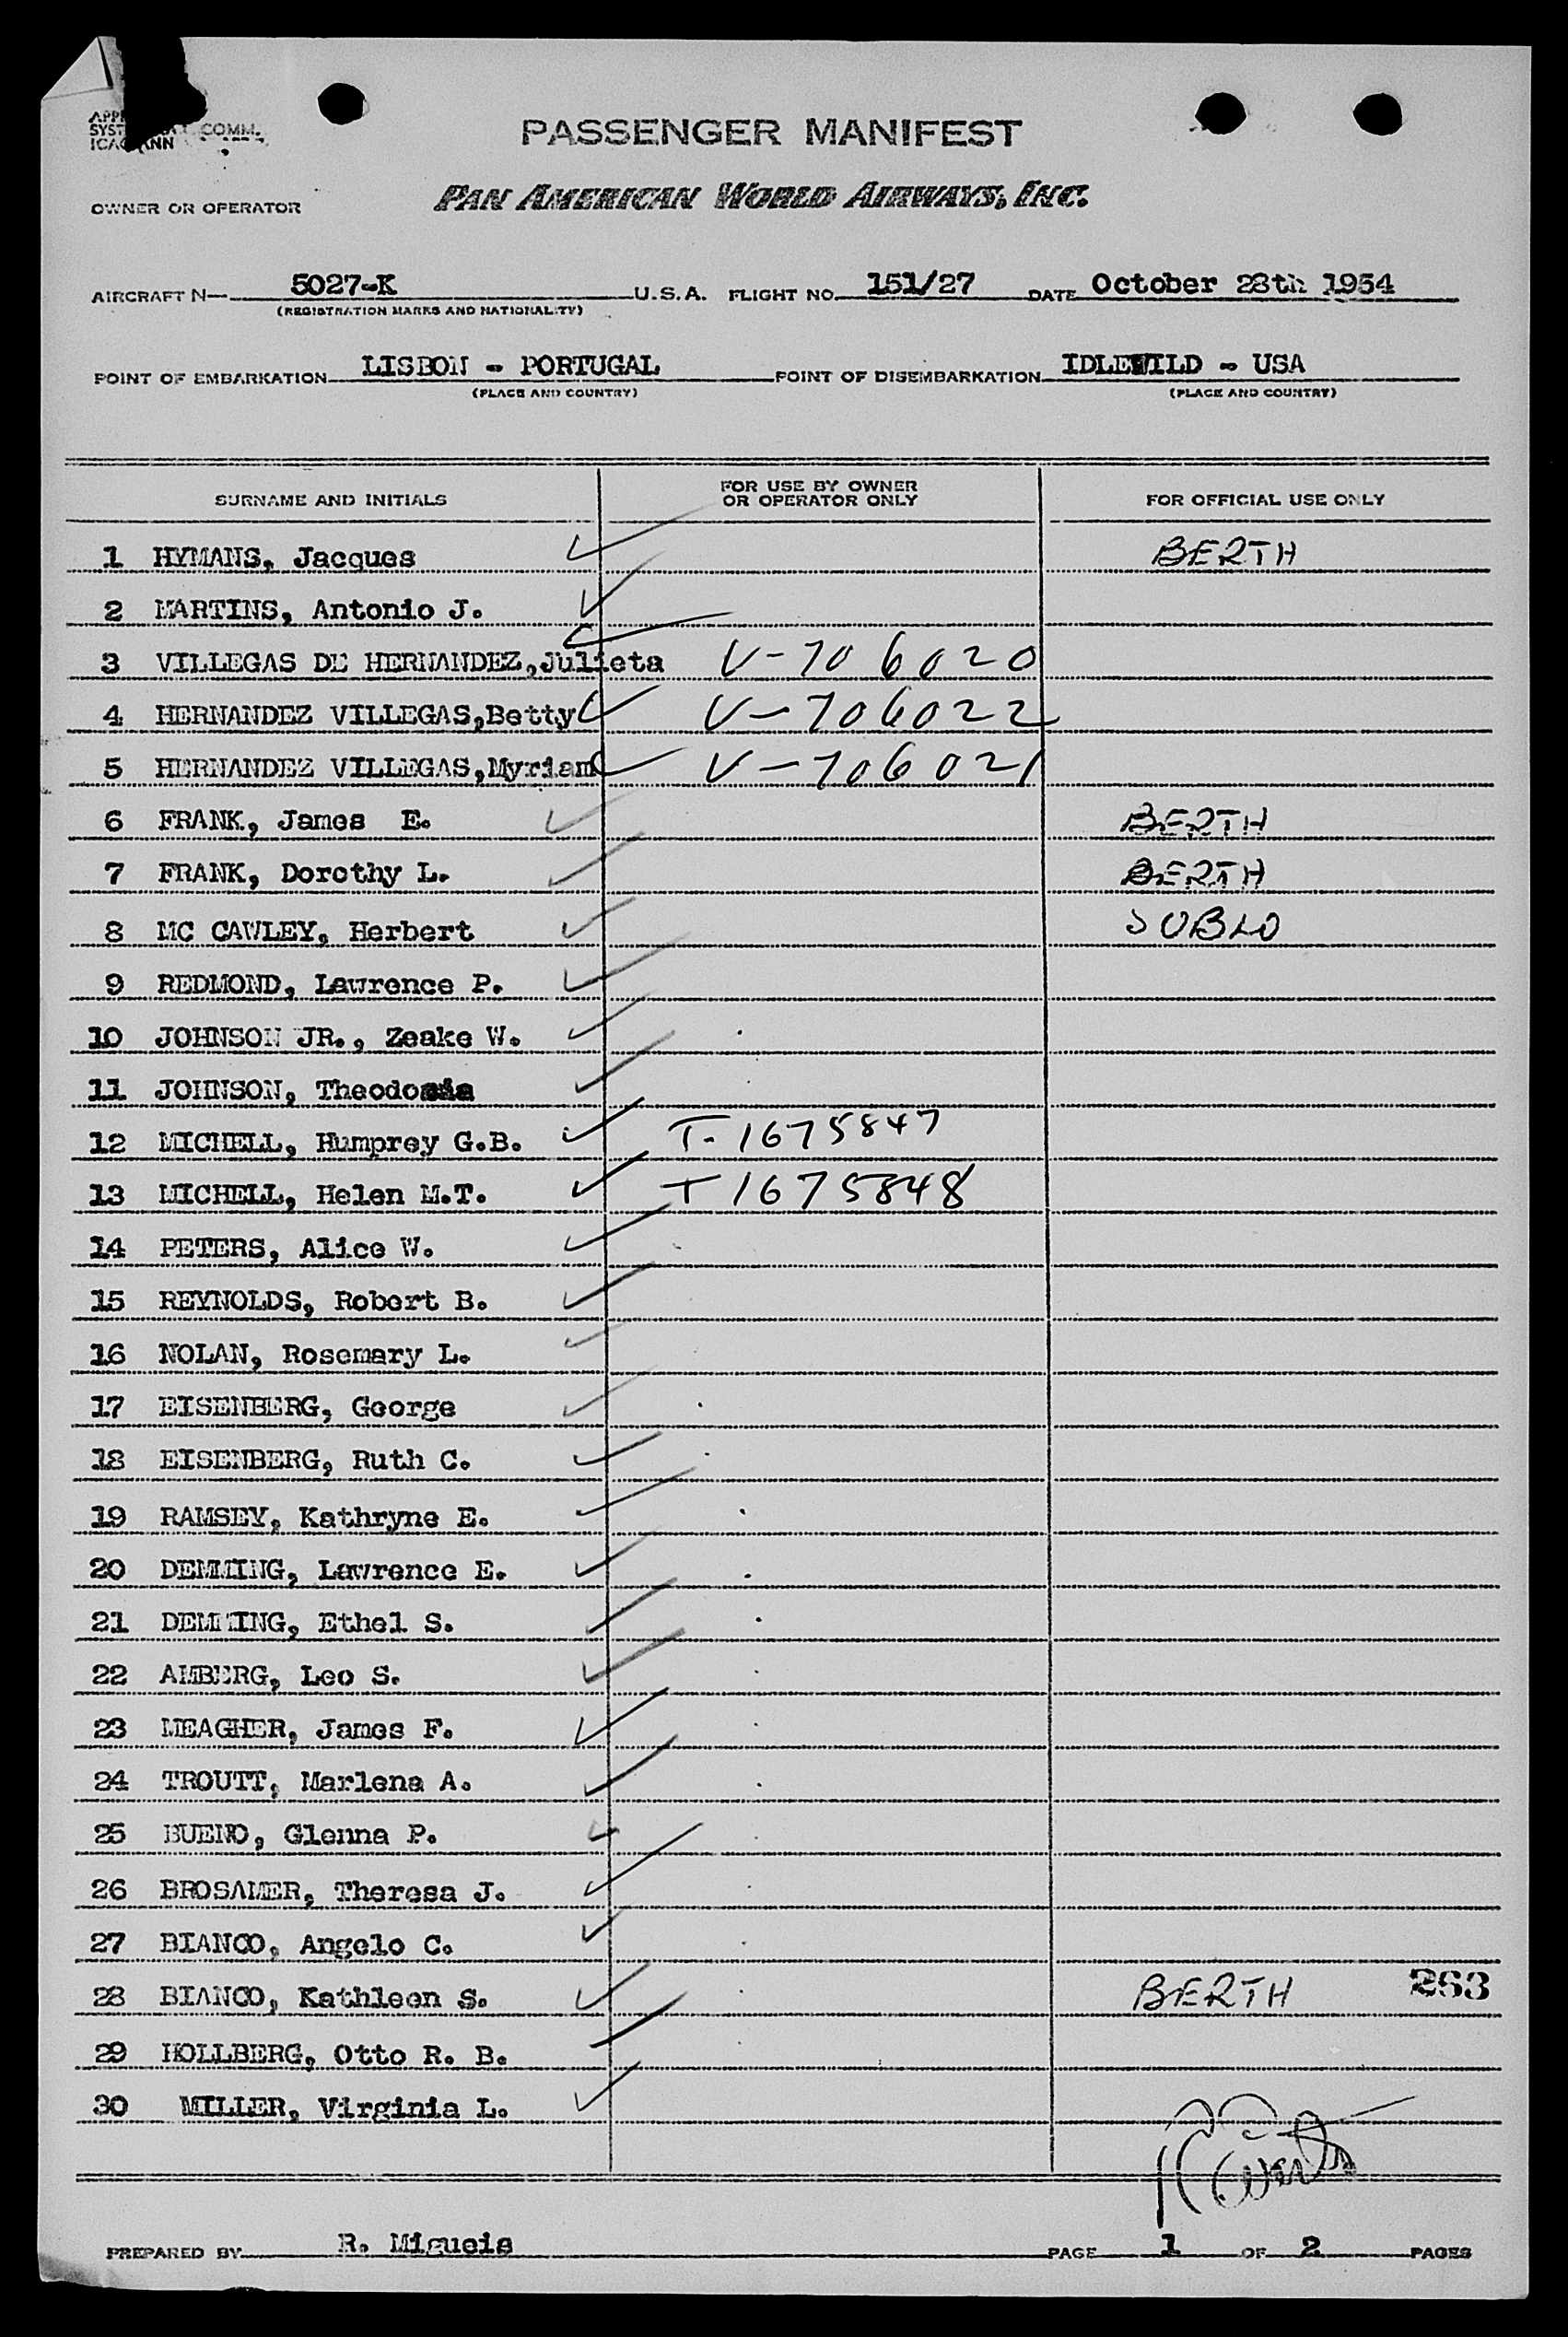 COMM.
PASSENGER MANIFEST
OWNER OR OPERATOR PAN AMERICAN WORLD AIRWAYS, INC.
AIRCRAFT N— 5027-K U.S.A. FLIGHT NO. 151/27 DATE October 28th 1954
(REGISTRATION MARKS AND NATIONALITY)
POINT OF EMBARKATION LISBON - PORTUGAL POINT OF DISEMBARKATION IDLEWILD - USA
(PLACE AND COUNTRY) (PLACE AND COUNTRY)
SURNAME AND INITIALS FOR USE BY OWNER OR OPERATOR ONLY FOR OFFICIAL USE ONLY
1 HYMANS, Jacques BERTH
2 MARTINS, Antonio J.
3 VILLEGAS DE HERNANDEZ,Julieta V-706020
4 HERNANDEZ VILLEGAS,Betty V-706022
5 HERNANDEZ VILLEGAS,Myriam V-706021
6 FRANK, James E. BERTH
7 FRANK, Dorothy L. BERTH
8 MC CAWLEY, Herbert SUBLO
9 REDMOND, Lawrence P.
10 JOHNSON JR., Zeake W.
11 JOHNSON, Theodosia
12 MICHELL, Humprey G.B. T-1675847
13 MICHELL, Helen M.T. T1675848
14 PETERS, Alice W.
15 REYNOLDS, Robert B.
16 NOLAN, Rosemary L.
17 EISENBERG, George
18 EISENBERG, Ruth C.
19 RAMSEY, Kathryne E.
20 DEMMING, Lawrence E.
21 DEMMING, Ethel S.
22 AMBERG, Leo S.
23 MEAGHER, James F.
24 TROUTT, Marlena A.
25 BUENO, Glenna P.
26 BROSAMER, Theresa J.
27 BIANCO, Angelo C.
28 BIANCO, Kathleen S. BERTH 263
29 HOLLBERG, Otto R. B.
30 MILLER, Virginia L.
PREPARED BY R. Migueis PAGE 1 OF 2 PAGES